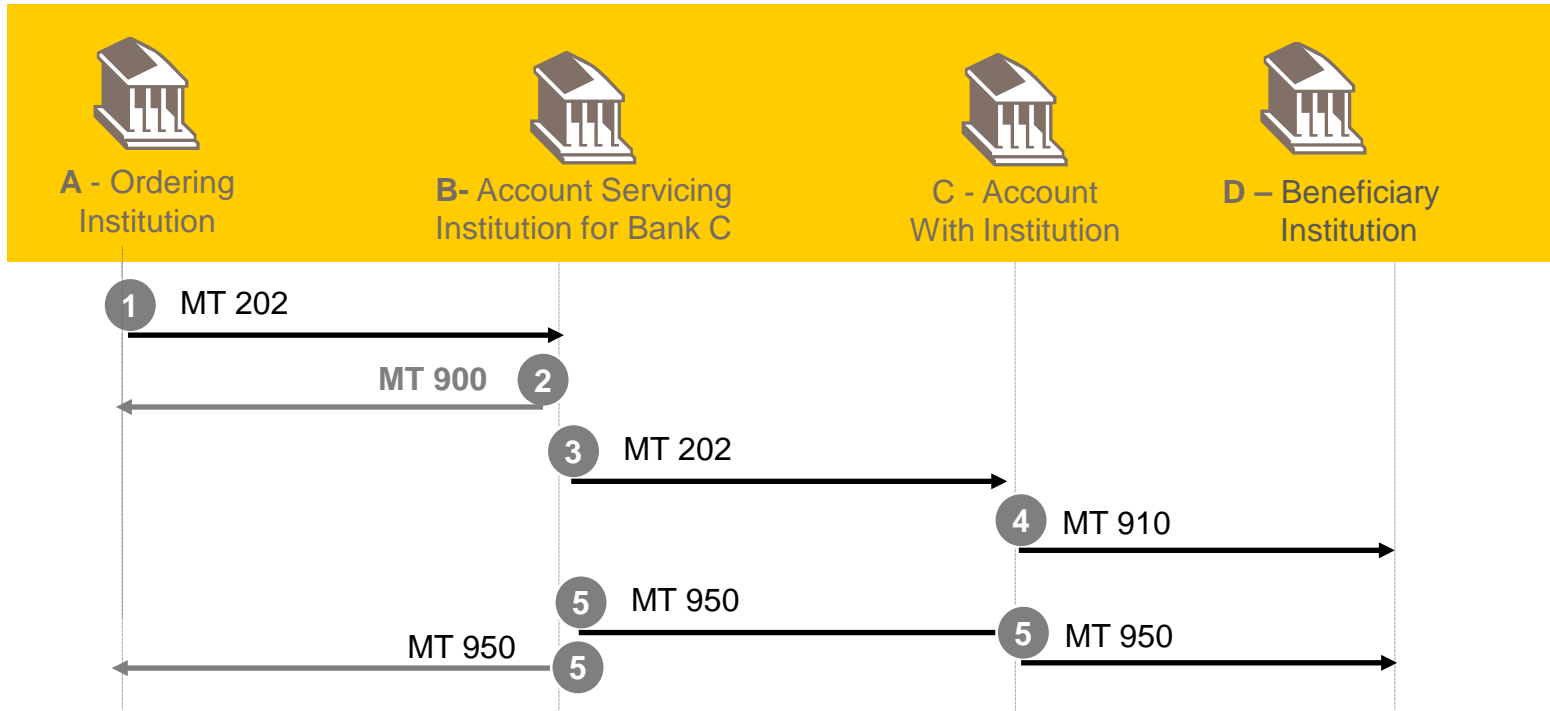 A - Ordering
Institution
B- Account Servicing
Institution for Bank C
C - Account
With Institution
D – Beneficiary
Institution
1 MT 202
MT 900 2
3 MT 202
4 MT 910
5 MT 950
5 MT 950
MT 950 5